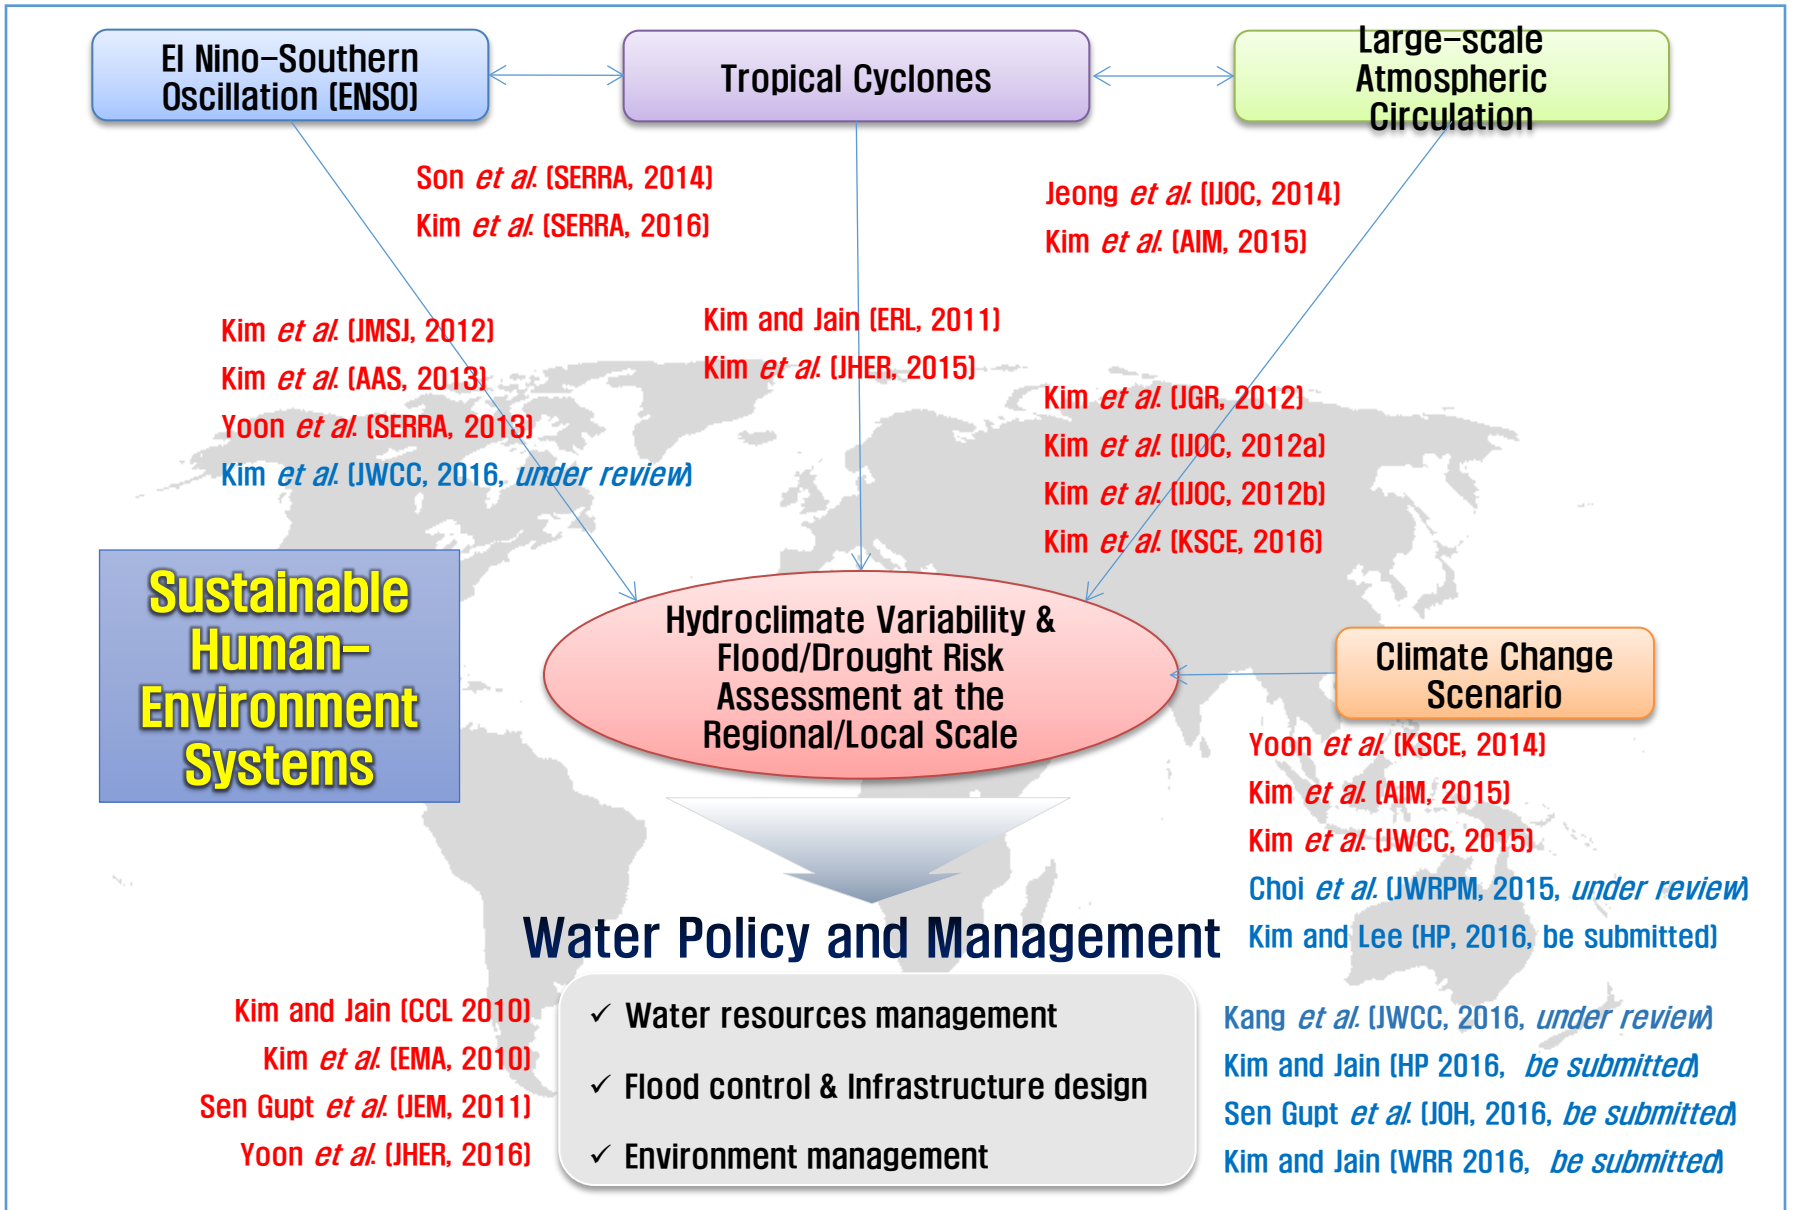 El Nino-Southern
Oscillation (ENSO)
Tropical Cyclones
Large-scale
Atmospheric
Circulation
Son et al. (SERRA, 2014)
Kim et al. (SERRA, 2016)
Jeong et al. (IJOC, 2014)
Kim et al. (AIM, 2015)
Kim et al. (JMSJ, 2012)
Kim et al. (AAS, 2013)
Yoon et al. (SERRA, 2013)
Kim et al. (JWCC, 2016, under review)
Kim and Jain (ERL, 2011)
Kim et al. (JHER, 2015)
Kim et al. (JGR, 2012)
Kim et al. (IJOC, 2012a)
Kim et al. (IJOC, 2012b)
Kim et al. (KSCE, 2016)
Sustainable
Human-
Environment
Systems
Hydroclimate Variability &
Flood/Drought Risk
Assessment at the
Regional/Local Scale
Climate Change
Scenario
Yoon et al. (KSCE, 2014)
Kim et al. (AIM, 2015)
Kim et al. (JWCC, 2015)
Choi et al. (JWRPM, 2015, under review)
Kim and Lee (HP, 2016, be submitted)
Water Policy and Management
Kim and Jain (CCL 2010)
Kim et al. (EMA, 2010)
Sen Gupt et al. (JEM, 2011)
Yoon et al. (JHER, 2016)
✓ Water resources management
✓ Flood control & Infrastructure design
✓ Environment management
Kang et al. (JWCC, 2016, under review)
Kim and Jain (HP 2016, be submitted)
Sen Gupt et al. (JOH, 2016, be submitted)
Kim and Jain (WRR 2016, be submitted)